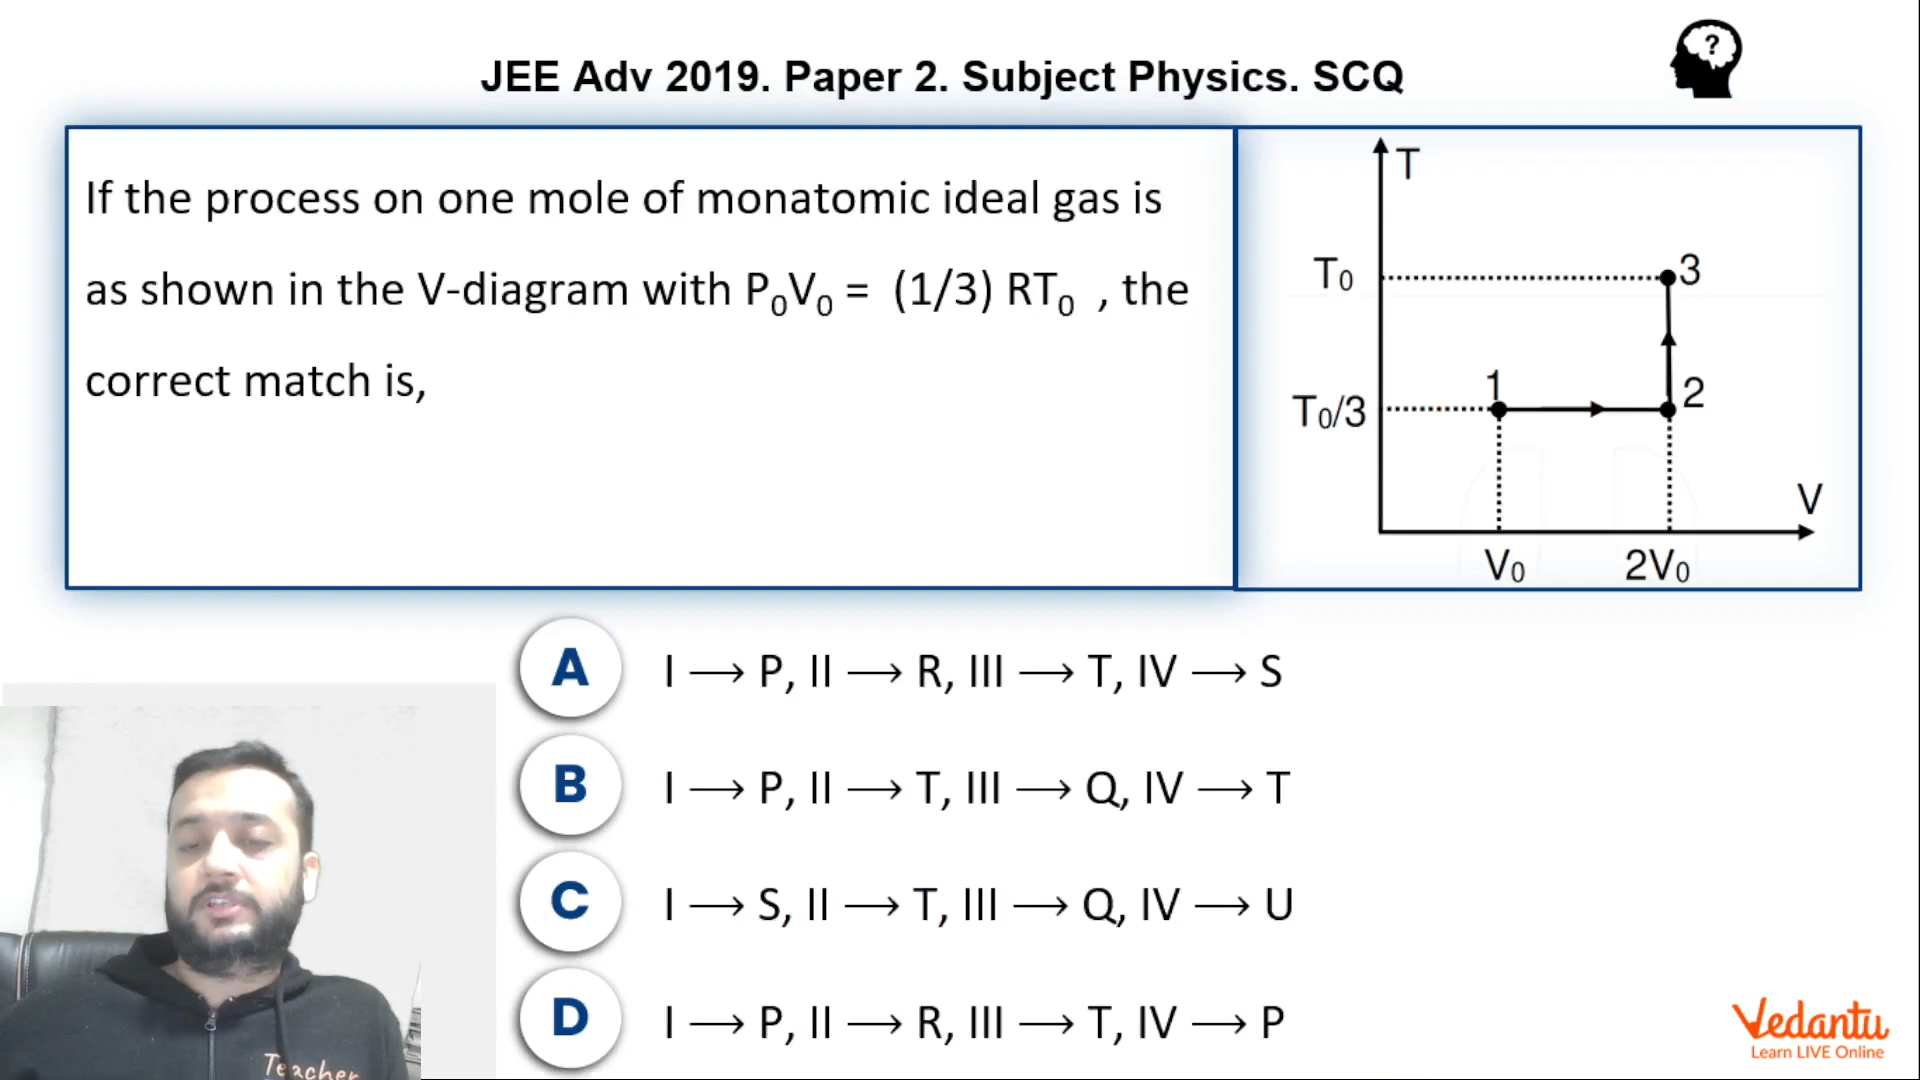 JEE Adv 2019. Paper 2. Subject Physics. SCQ
?
If the process on one mole of monatomic ideal gas is
as shown in the V-diagram with P₀V₀ = (1/3) RT₀ , the
correct match is,
T
T₀
3
1
2
T₀/3
V
V₀
2V₀
A I ⟶ P, II ⟶ R, III ⟶ T, IV ⟶ S
B I ⟶ P, II ⟶ T, III ⟶ Q, IV ⟶ T
C I ⟶ S, II ⟶ T, III ⟶ Q, IV ⟶ U
D I ⟶ P, II ⟶ R, III ⟶ T, IV ⟶ P
Teacher
Vedantu
Learn LIVE Online